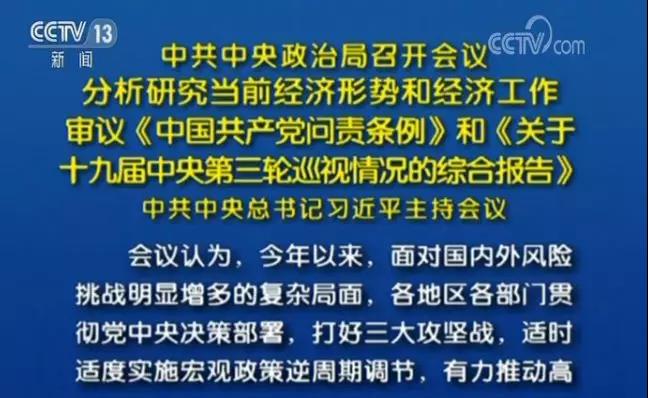 CCTV 13
新闻
CCTV.com
中共中央政治局召开会议
分析研究当前经济形势和经济工作
审议《中国共产党问责条例》和《关于
十九届中央第三轮巡视情况的综合报告》
中共中央总书记习近平主持会议
会议认为，今年以来，面对国内外风险
挑战明显增多的复杂局面，各地区各部门贯
彻党中央决策部署，打好三大攻坚战，适时
适度实施宏观政策逆周期调节，有力推动高